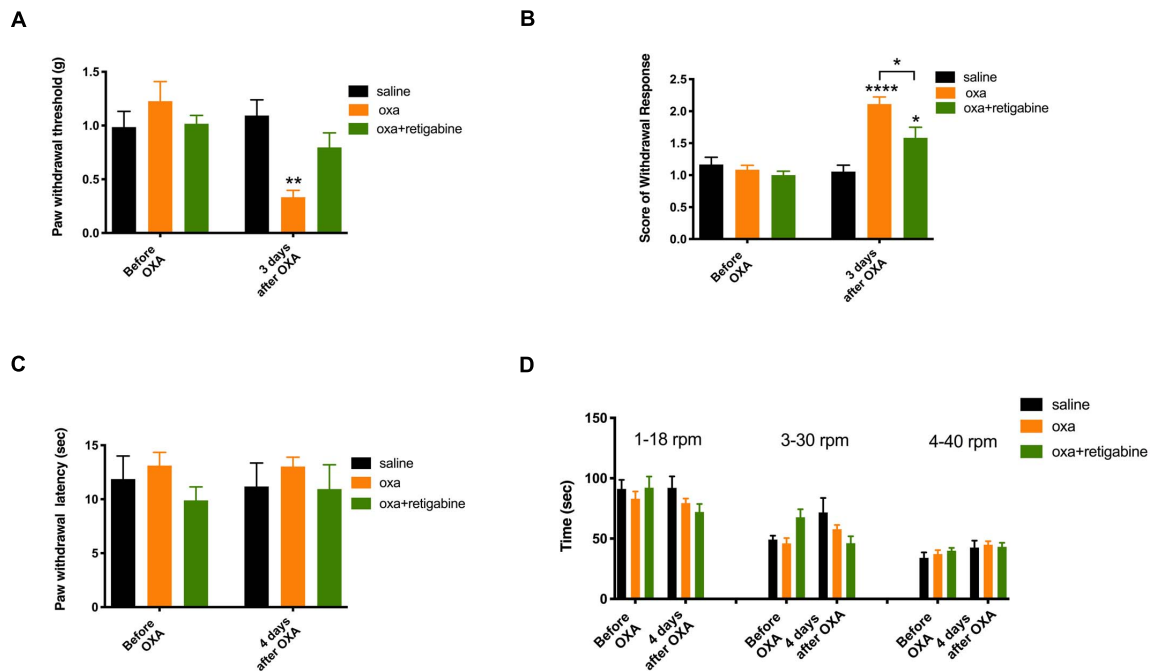 A
Paw withdrawal threshold (g)
1.5
1.0
0.5
0.0
**
saline
oxa
oxa+retigabine
Before
OXA
3 days
after OXA
B
Score of Withdrawal Response
2.5
2.0
1.5
1.0
0.5
0.0
*
****
*
saline
oxa
oxa+retigabine
Before
OXA
3 days
after OXA
C
Paw withdrawal latency (sec)
15
10
5
0
saline
oxa
oxa+retigabine
Before
OXA
4 days
after OXA
D
Time (sec)
150
100
50
0
1-18 rpm
3-30 rpm
4-40 rpm
saline
oxa
oxa+retigabine
Before
OXA
4 days
after OXA
Before
OXA
4 days
after OXA
Before
OXA
4 days
after OXA